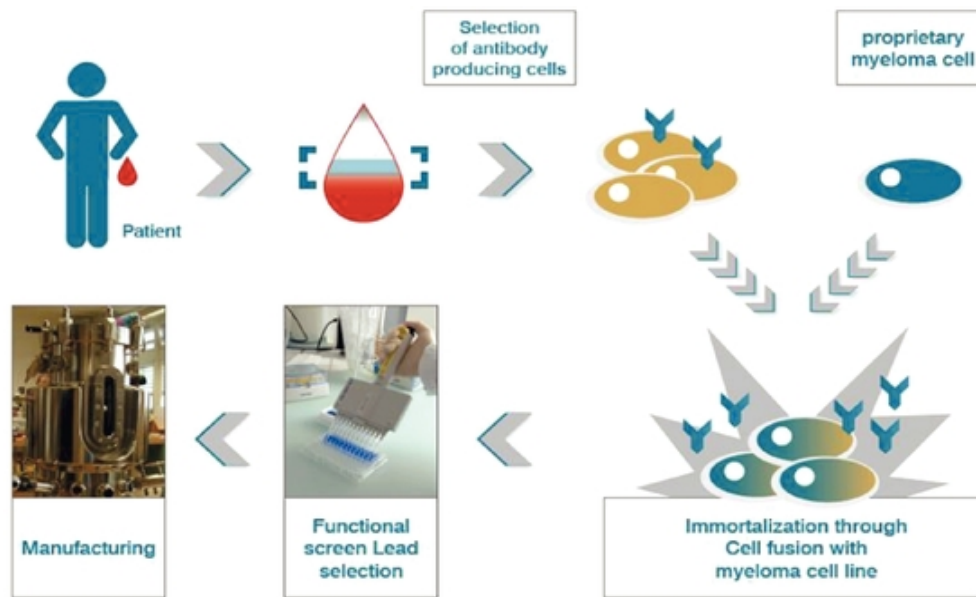 Selection
of antibody
producing cells
proprietary
myeloma cell
Patient
Manufacturing
Functional
screen Lead
selection
Immortalization through
Cell fusion with
myeloma cell line